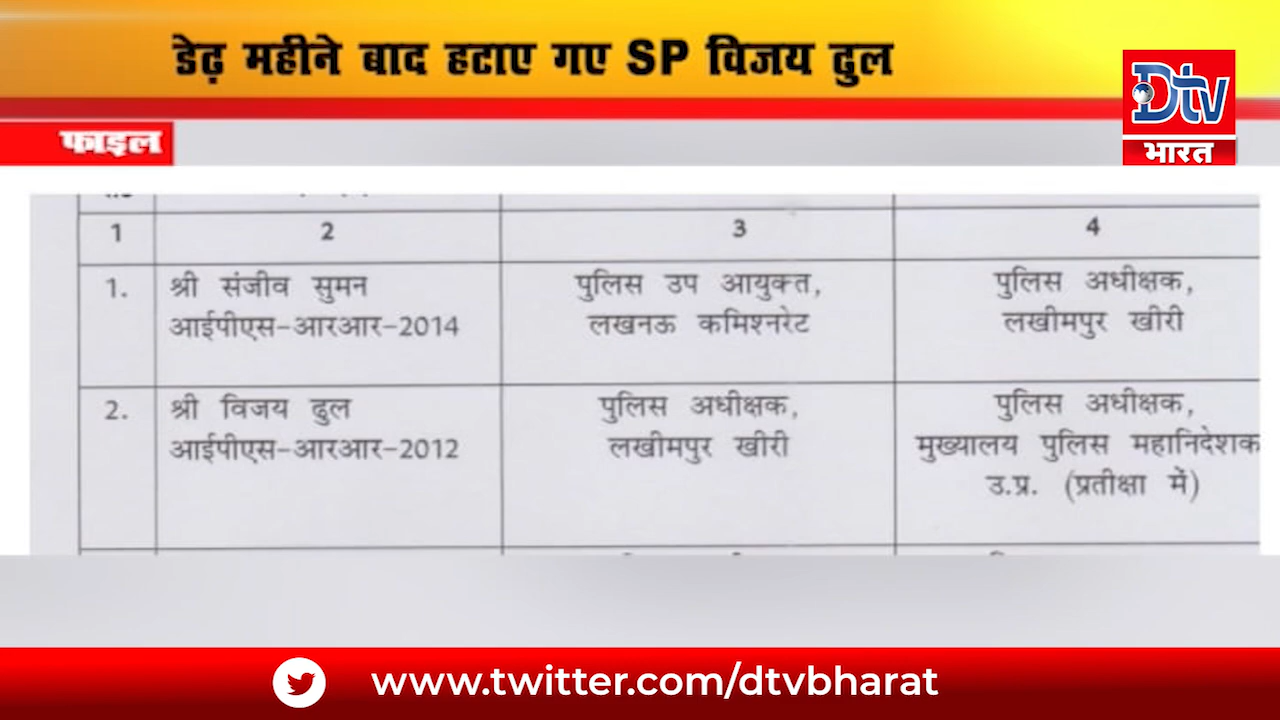 डेढ़ महीने बाद हटाए गए SP विजय ढुल
Dtv
भारत
फाइल
1 2 3 4
1. श्री संजीव सुमन पुलिस उप आयुक्त, पुलिस अधीक्षक,
आईपीएस-आरआर-2014 लखनऊ कमिश्नरेट लखीमपुर खीरी
2. श्री विजय ढुल पुलिस अधीक्षक, पुलिस अधीक्षक,
आईपीएस-आरआर-2012 लखीमपुर खीरी मुख्यालय पुलिस महानिदेशक
उ.प्र. (प्रतीक्षा में)
www.twitter.com/dtvbharat